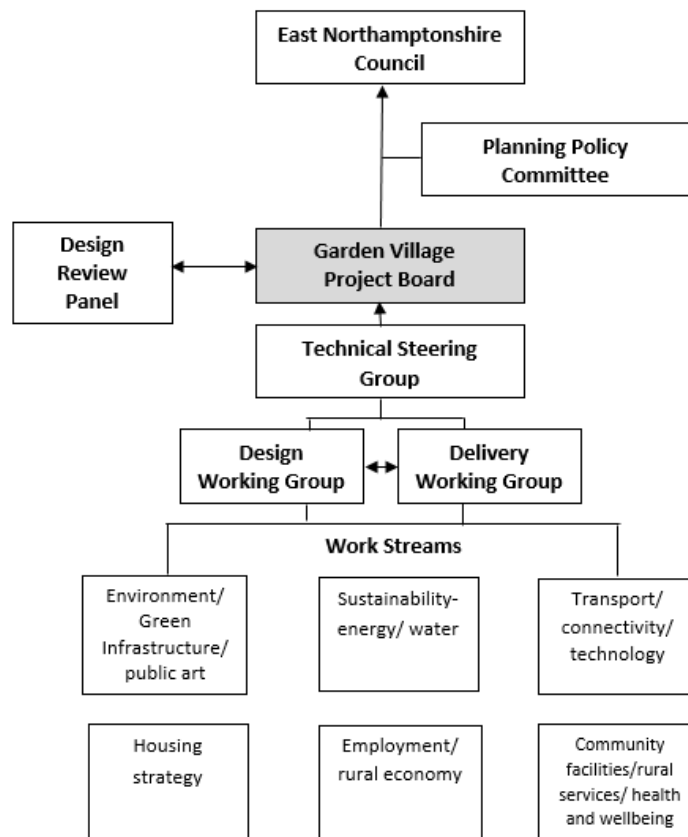 East Northamptonshire
Council
Planning Policy
Committee
Design
Review
Panel
Garden Village
Project Board
Technical Steering
Group
Design
Working Group
Delivery
Working Group
Work Streams
Environment/
Green
Infrastructure/
public art
Sustainability-
energy/ water
Transport/
connectivity/
technology
Housing
strategy
Employment/
rural economy
Community
facilities/rural
services/ health
and wellbeing